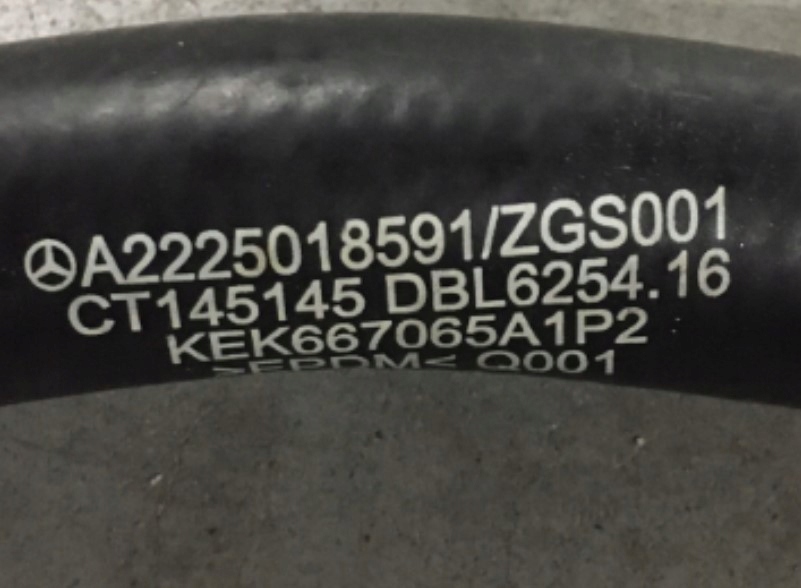 A2225018591/ZGS001
CT145145 DBL6254.16
KEK667065A1P2
>EPDM< Q001